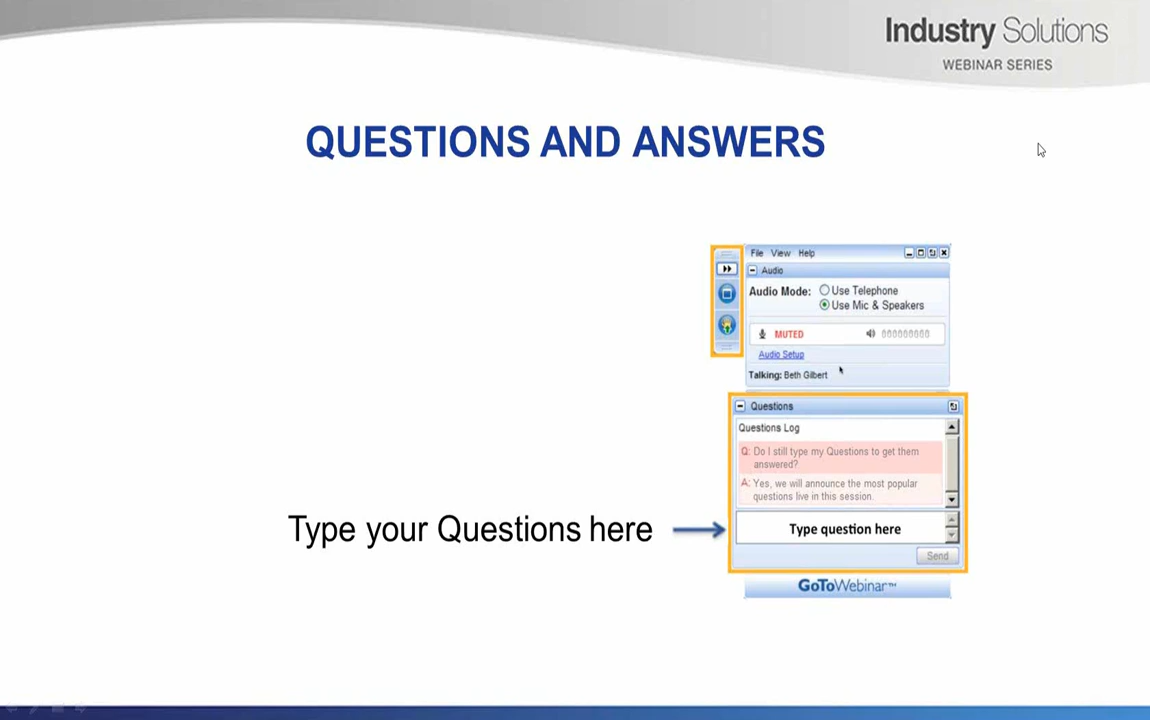 Industry Solutions
WEBINAR SERIES
QUESTIONS AND ANSWERS
File View Help
Audio
Audio Mode: Use Telephone
Use Mic & Speakers
MUTED 000000000
Audio Setup
Talking: Beth Gilbert
Questions
Questions Log
Q: Do I still type my Questions to get them
answered?
A: Yes, we will announce the most popular
questions live in this session.
Type your Questions here
Type question here
Send
GoToWebinar™